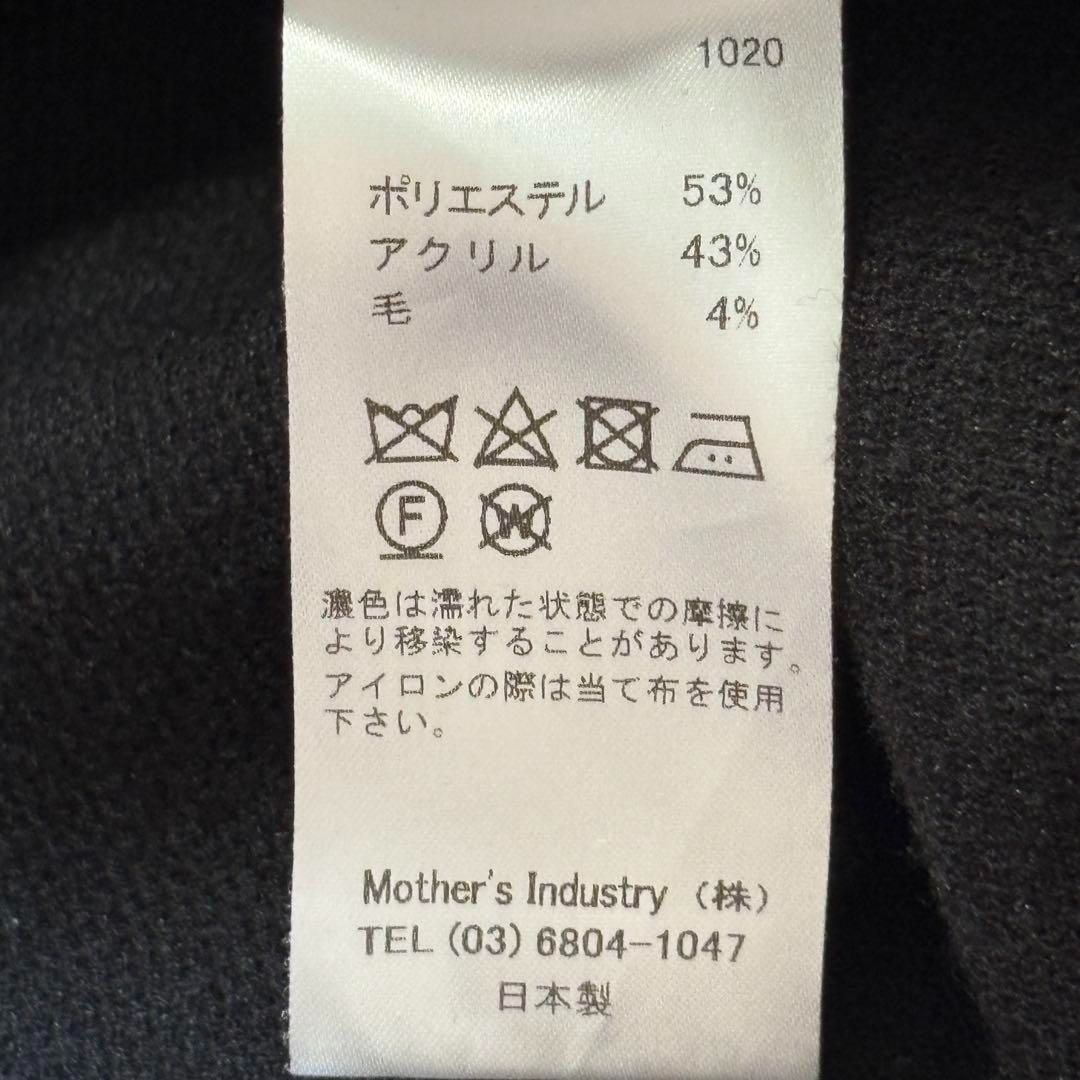 1020
ポリエステル 53%
アクリル 43%
毛 4%
F W
濃色は濡れた状態での摩擦に
より移染することがあります。
アイロンの際は当て布を使用
下さい。
Mother's Industry（株）
TEL (03) 6804-1047
日本製